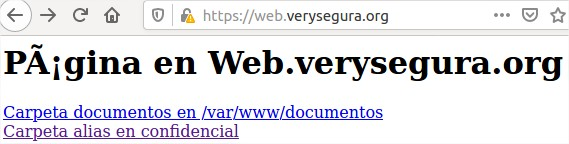 https://web.verysegura.org
PÃ¡gina en Web.verysegura.org
Carpeta documentos en /var/www/documentos
Carpeta alias en confidencial